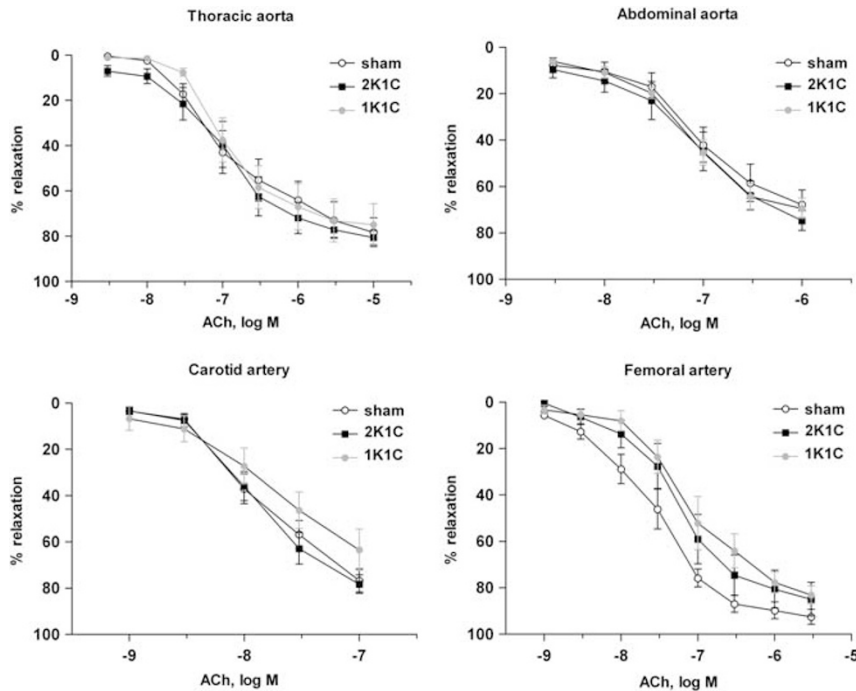 Thoracic aorta
0
20
40
60
80
100
% relaxation
-9
-8
-7
-6
-5
ACh, log M
sham
2K1C
1K1C
Abdominal aorta
0
20
40
60
80
100
% relaxation
-9
-8
-7
-6
ACh, log M
sham
2K1C
1K1C
Carotid artery
0
20
40
60
80
100
% relaxation
-9
-8
-7
ACh, log M
sham
2K1C
1K1C
Femoral artery
0
20
40
60
80
100
% relaxation
-9
-8
-7
-6
-5
ACh, log M
sham
2K1C
1K1C